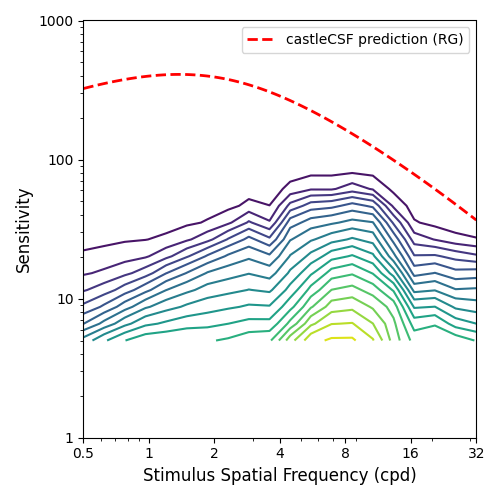 1000
castleCSF prediction (RG)
100
Sensitivity
10
1
0.5 1 2 4 8 16 32
Stimulus Spatial Frequency (cpd)